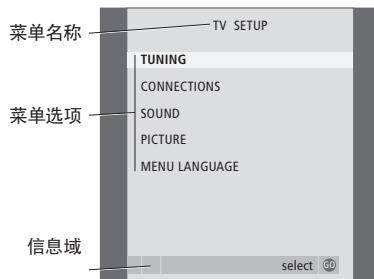 菜单名称
TV SETUP
TUNING
CONNECTIONS
菜单选项
SOUND
PICTURE
MENU LANGUAGE
信息域
select GO